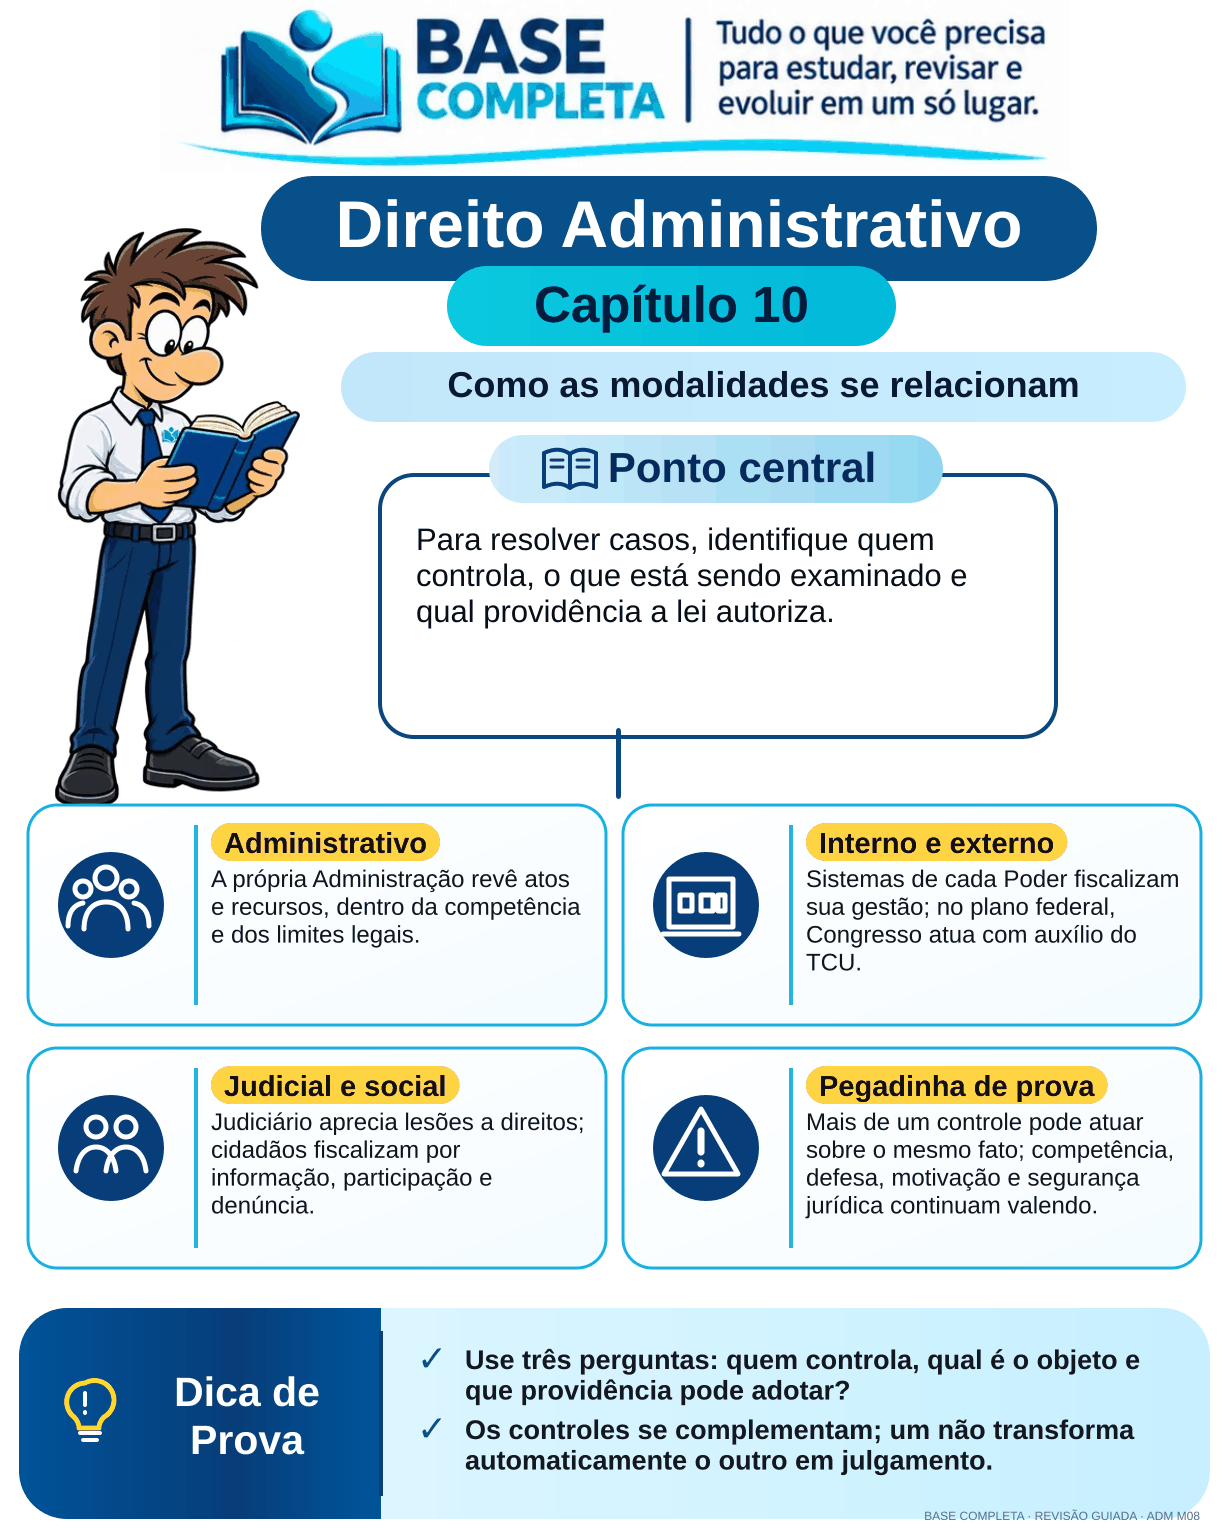 BASE
COMPLETA
Tudo o que você precisa
para estudar, revisar e
evoluir em um só lugar.
Direito Administrativo
Capítulo 10
Como as modalidades se relacionam
Ponto central
Para resolver casos, identifique quem
controla, o que está sendo examinado e
qual providência a lei autoriza.
Administrativo
A própria Administração revê atos
e recursos, dentro da competência
e dos limites legais.
Interno e externo
Sistemas de cada Poder fiscalizam
sua gestão; no plano federal,
Congresso atua com auxílio do
TCU.
Judicial e social
Judiciário aprecia lesões a direitos;
cidadãos fiscalizam por
informação, participação e
denúncia.
Pegadinha de prova
Mais de um controle pode atuar
sobre o mesmo fato; competência,
defesa, motivação e segurança
jurídica continuam valendo.
Dica de
Prova
✓ Use três perguntas: quem controla, qual é o objeto e
que providência pode adotar?
✓ Os controles se complementam; um não transforma
automaticamente o outro em julgamento.
BASE COMPLETA · REVISÃO GUIADA · ADM M08